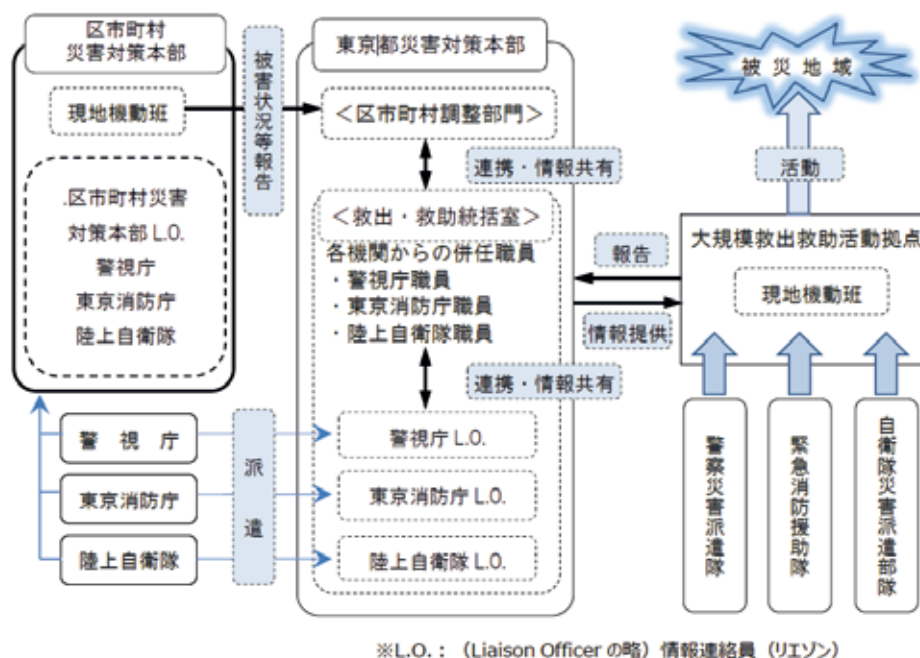 区市町村
災害対策本部
現地機動班
.区市町村災害
対策本部 L.O.
警視庁
東京消防庁
陸上自衛隊
被害状況等報告
東京都災害対策本部
＜区市町村調整部門＞
連携・情報共有
＜救出・救助統括室＞
各機関からの併任職員
・警視庁職員
・東京消防庁職員
・陸上自衛隊職員
連携・情報共有
警視庁 L.O.
東京消防庁 L.O.
陸上自衛隊 L.O.
警視庁
東京消防庁
陸上自衛隊
派遣
報告
情報提供
被災地域
活動
大規模救出救助活動拠点
現地機動班
警察災害派遣隊
緊急消防援助隊
自衛隊災害派遣部隊
※L.O.：（Liaison Officer の略）情報連絡員（リエゾン）